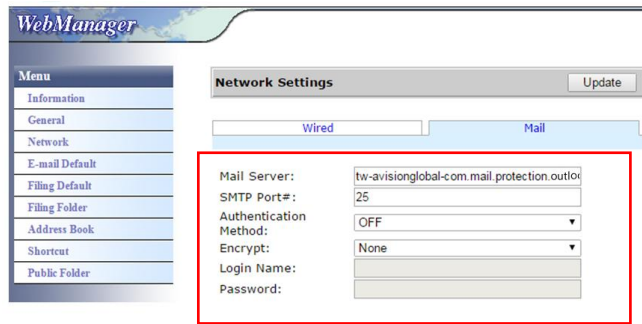 WebManager
Menu
Information
General
Network
E-mail Default
Filing Default
Filing Folder
Address Book
Shortcut
Public Folder
Network Settings
Update
Wired
Mail
Mail Server: tw-avisionglobal-com.mail.protection.outloo
SMTP Port#: 25
Authentication
Method: OFF
Encrypt: None
Login Name:
Password: